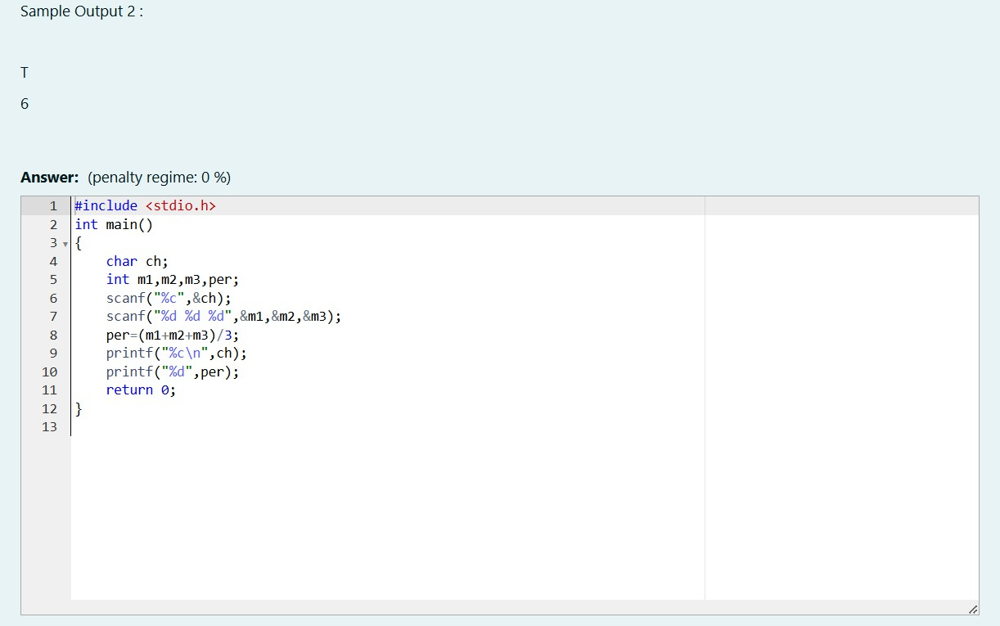 Sample Output 2 :
T
6
Answer: (penalty regime: 0 %)
1 #include <stdio.h>
2 int main()
3 {
4     char ch;
5     int m1,m2,m3,per;
6     scanf("%c",&ch);
7     scanf("%d %d %d",&m1,&m2,&m3);
8     per=(m1+m2+m3)/3;
9     printf("%c\n",ch);
10     printf("%d",per);
11     return 0;
12 }
13